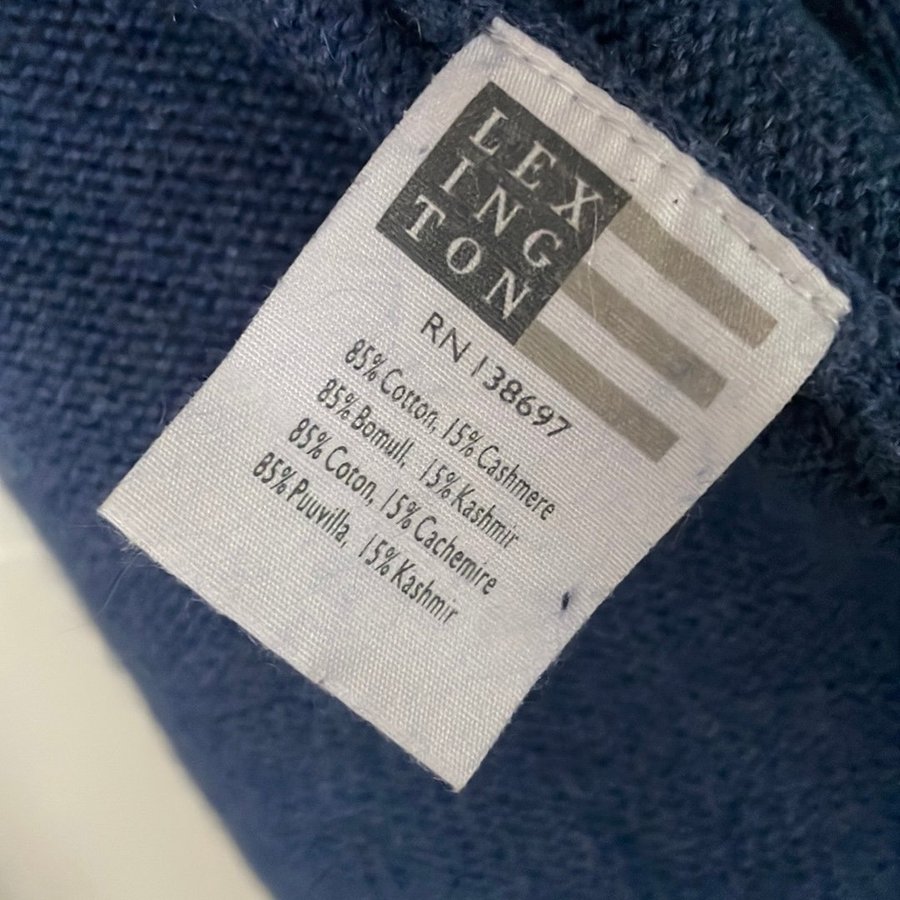 LEX
ING
TON
RN 138697
85% Cotton, 15% Cashmere
85% Bomull, 15% Kashmir
85% Coton, 15% Cachemire
85% Puuvilla, 15% Kashmir